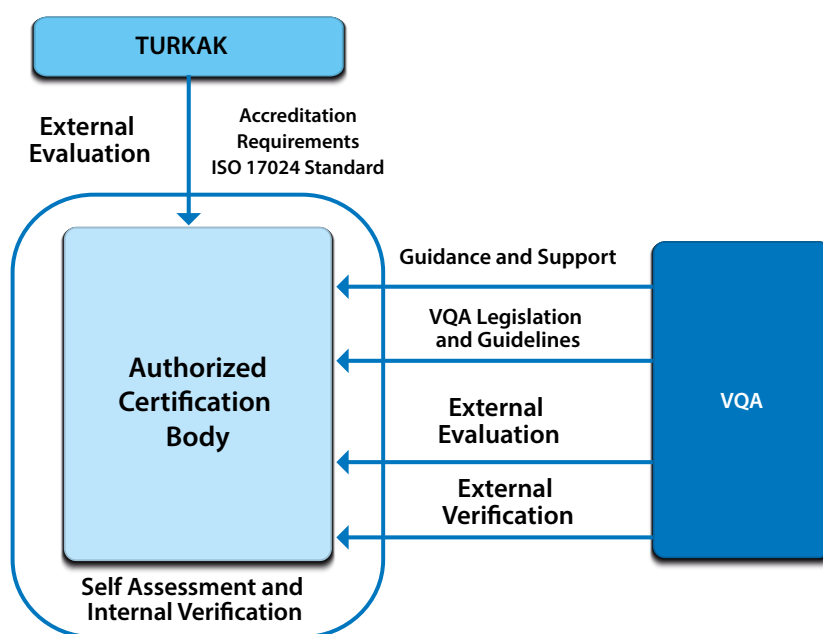 TURKAK
External
Evaluation
Accreditation
Requirements
ISO 17024 Standard
Authorized
Certification
Body
Guidance and Support
VQA Legislation
and Guidelines
External
Evaluation
External
Verification
VQA
Self Assessment and
Internal Verification